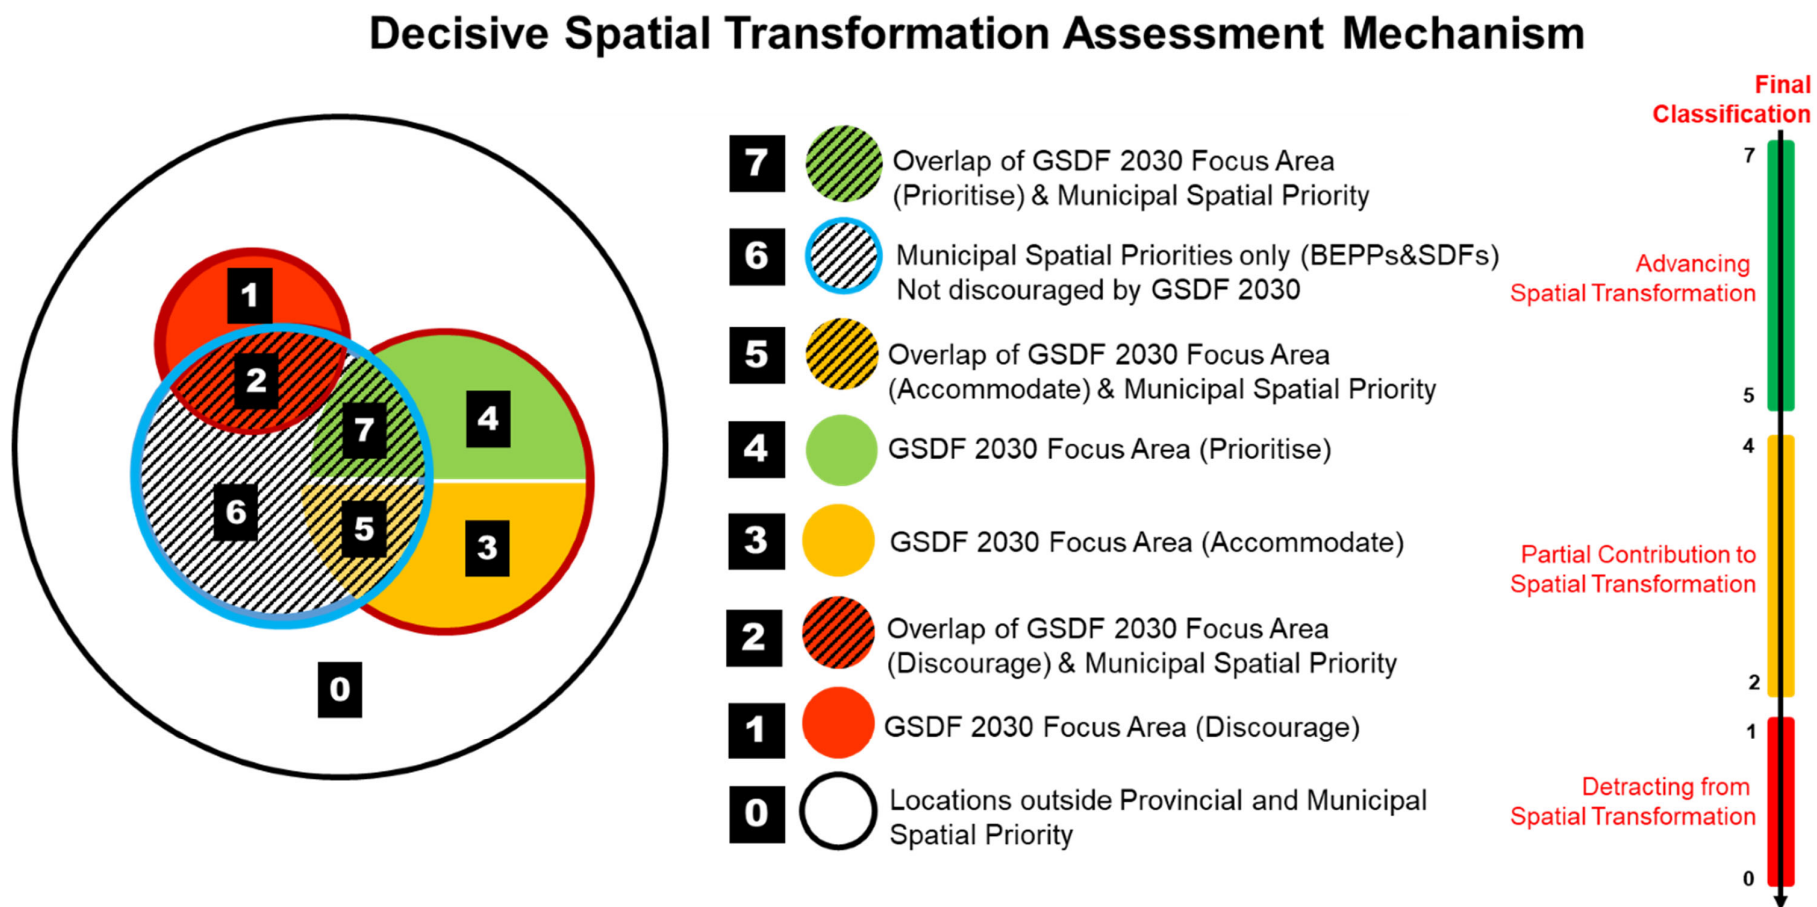 Decisive Spatial Transformation Assessment Mechanism
1
2
7
4
6
5
3
0
7
Overlap of GSDF 2030 Focus Area
(Prioritise) & Municipal Spatial Priority
6
Municipal Spatial Priorities only (BEPPs&SDFs)
Not discouraged by GSDF 2030
5
Overlap of GSDF 2030 Focus Area
(Accommodate) & Municipal Spatial Priority
4
GSDF 2030 Focus Area (Prioritise)
3
GSDF 2030 Focus Area (Accommodate)
2
Overlap of GSDF 2030 Focus Area
(Discourage) & Municipal Spatial Priority
1
GSDF 2030 Focus Area (Discourage)
0
Locations outside Provincial and Municipal
Spatial Priority
Final
Classification
7
Advancing
Spatial Transformation
5
4
Partial Contribution to
Spatial Transformation
2
1
Detracting from
Spatial Transformation
0